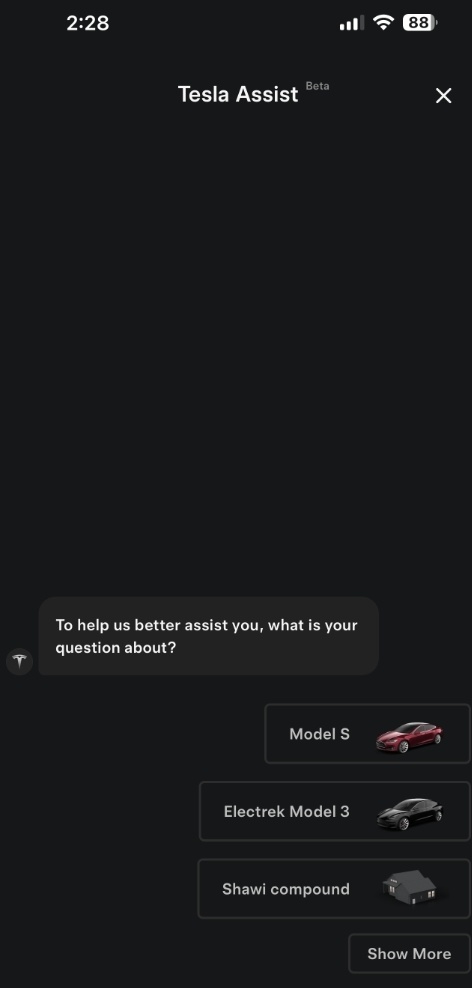 2:28
88
Tesla Assist Beta
To help us better assist you, what is your
question about?
Model S
Electrek Model 3
Shawi compound
Show More